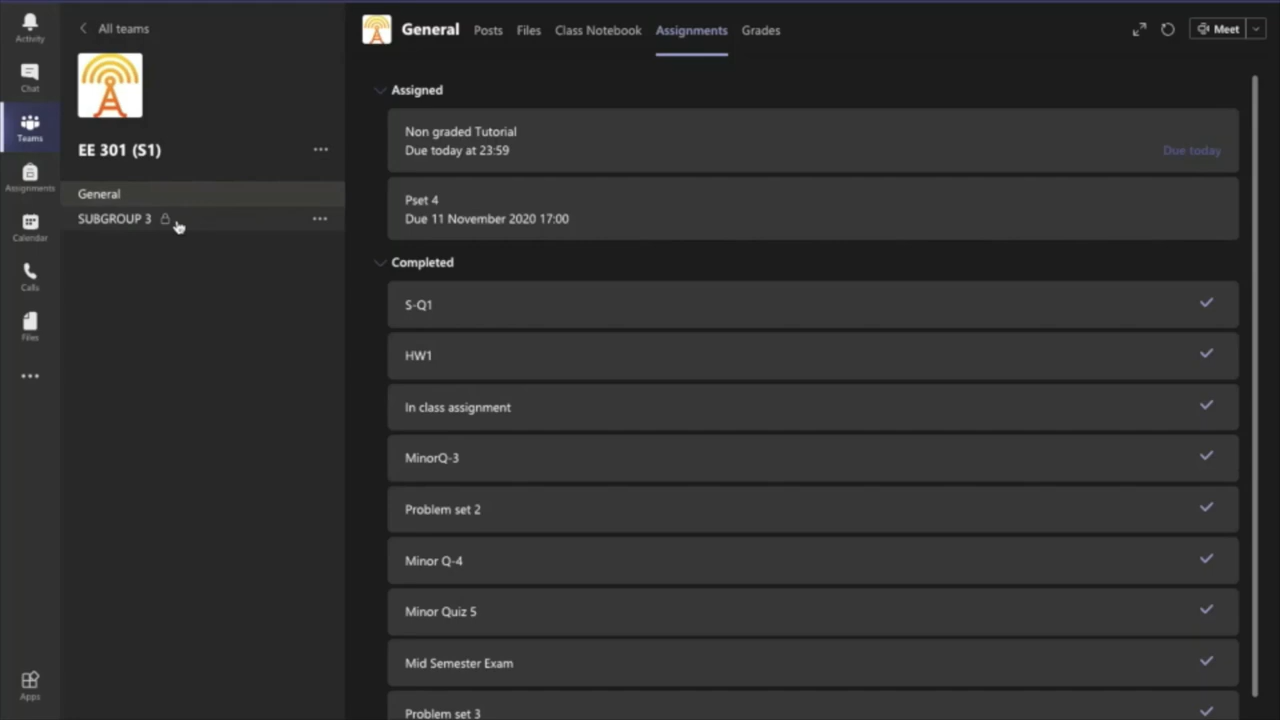 Activity
Chat
Teams
Assignments
Calendar
Calls
Files
Apps
All teams
EE 301 (S1)
General
SUBGROUP 3
General
Posts
Files
Class Notebook
Assignments
Grades
Meet
Assigned
Non graded Tutorial
Due today at 23:59
Due today
Pset 4
Due 11 November 2020 17:00
Completed
S-Q1
HW1
In class assignment
MinorQ-3
Problem set 2
Minor Q-4
Minor Quiz 5
Mid Semester Exam
Problem set 3